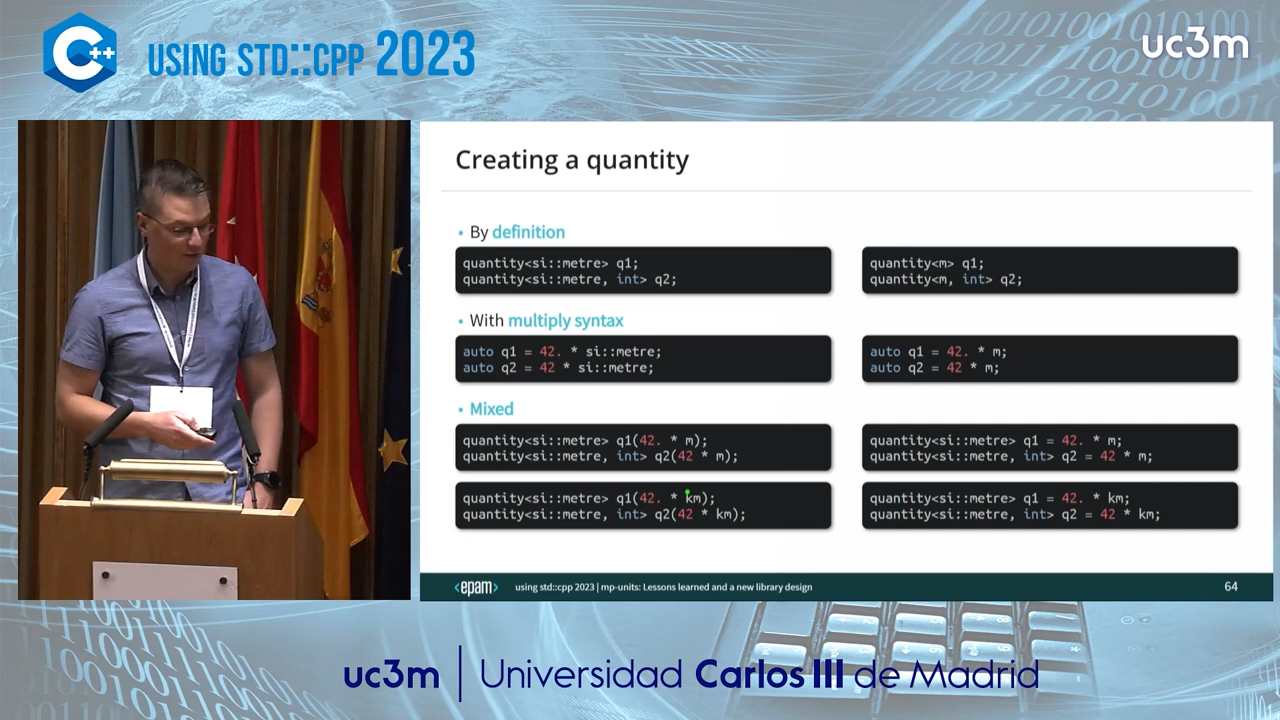 C++
USING STD::CPP 2023
uc3m
Creating a quantity
• By definition
quantity<si::metre> q1;
quantity<si::metre, int> q2;
quantity<m> q1;
quantity<m, int> q2;
• With multiply syntax
auto q1 = 42. * si::metre;
auto q2 = 42 * si::metre;
auto q1 = 42. * m;
auto q2 = 42 * m;
• Mixed
quantity<si::metre> q1(42. * m);
quantity<si::metre, int> q2(42 * m);
quantity<si::metre> q1 = 42. * m;
quantity<si::metre, int> q2 = 42 * m;
quantity<si::metre> q1(42. * km);
quantity<si::metre, int> q2(42 * km);
quantity<si::metre> q1 = 42. * km;
quantity<si::metre, int> q2 = 42 * km;
<epam>
using std::cpp 2023 | mp-units: Lessons learned and a new library design
64
uc3m | Universidad Carlos III de Madrid